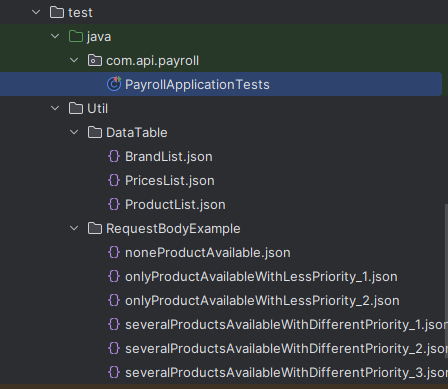 test
java
com.api.payroll
PayrollApplicationTests
Util
DataTable
BrandList.json
PricesList.json
ProductList.json
RequestBodyExample
noneProductAvailable.json
onlyProductAvailableWithLessPriority_1.json
onlyProductAvailableWithLessPriority_2.json
severalProductsAvailableWithDifferentPriority_1.json
severalProductsAvailableWithDifferentPriority_2.json
severalProductsAvailableWithDifferentPriority_3.json